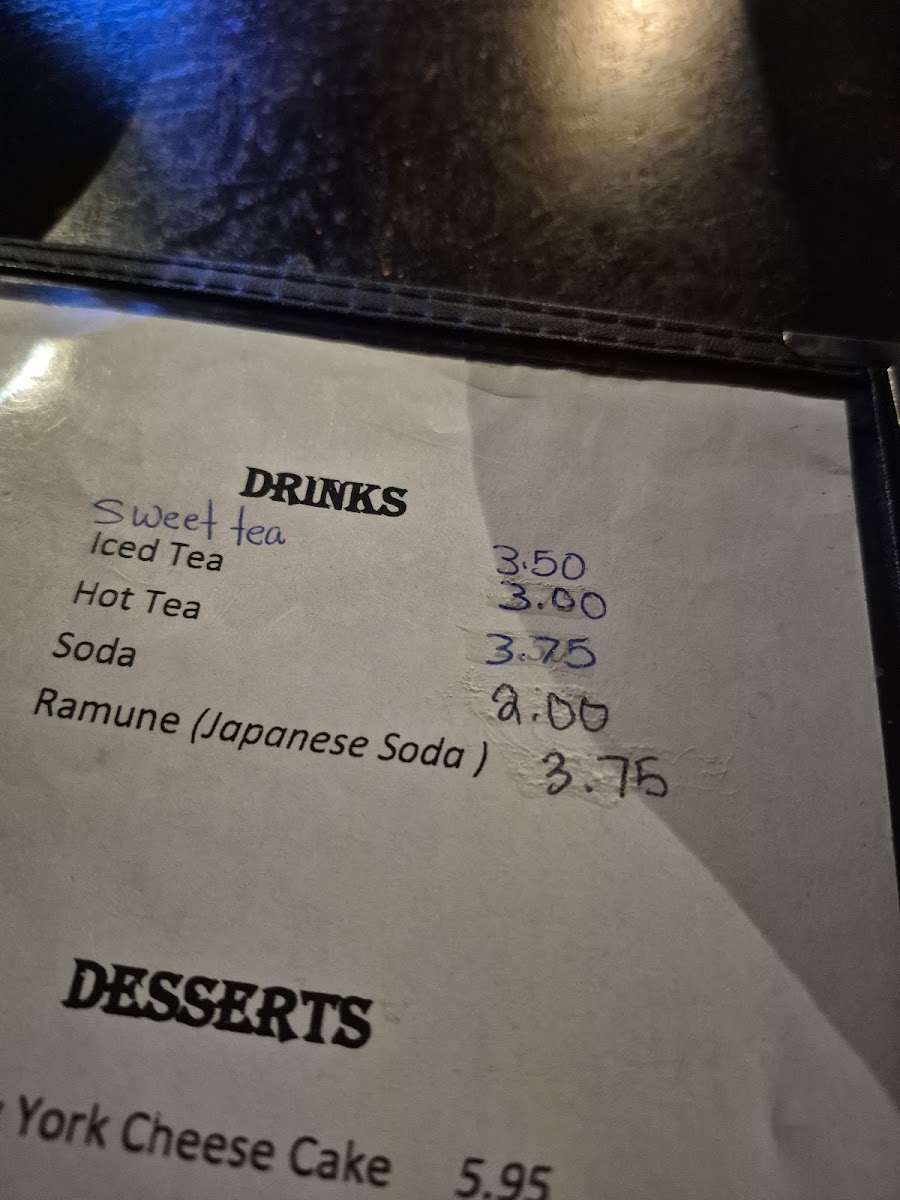 DRINKS
Sweet tea 3.50
Iced Tea 3.00
Hot Tea 3.75
Soda 2.00
Ramune (Japanese Soda ) 3.75
DESSERTS
York Cheese Cake 5.95